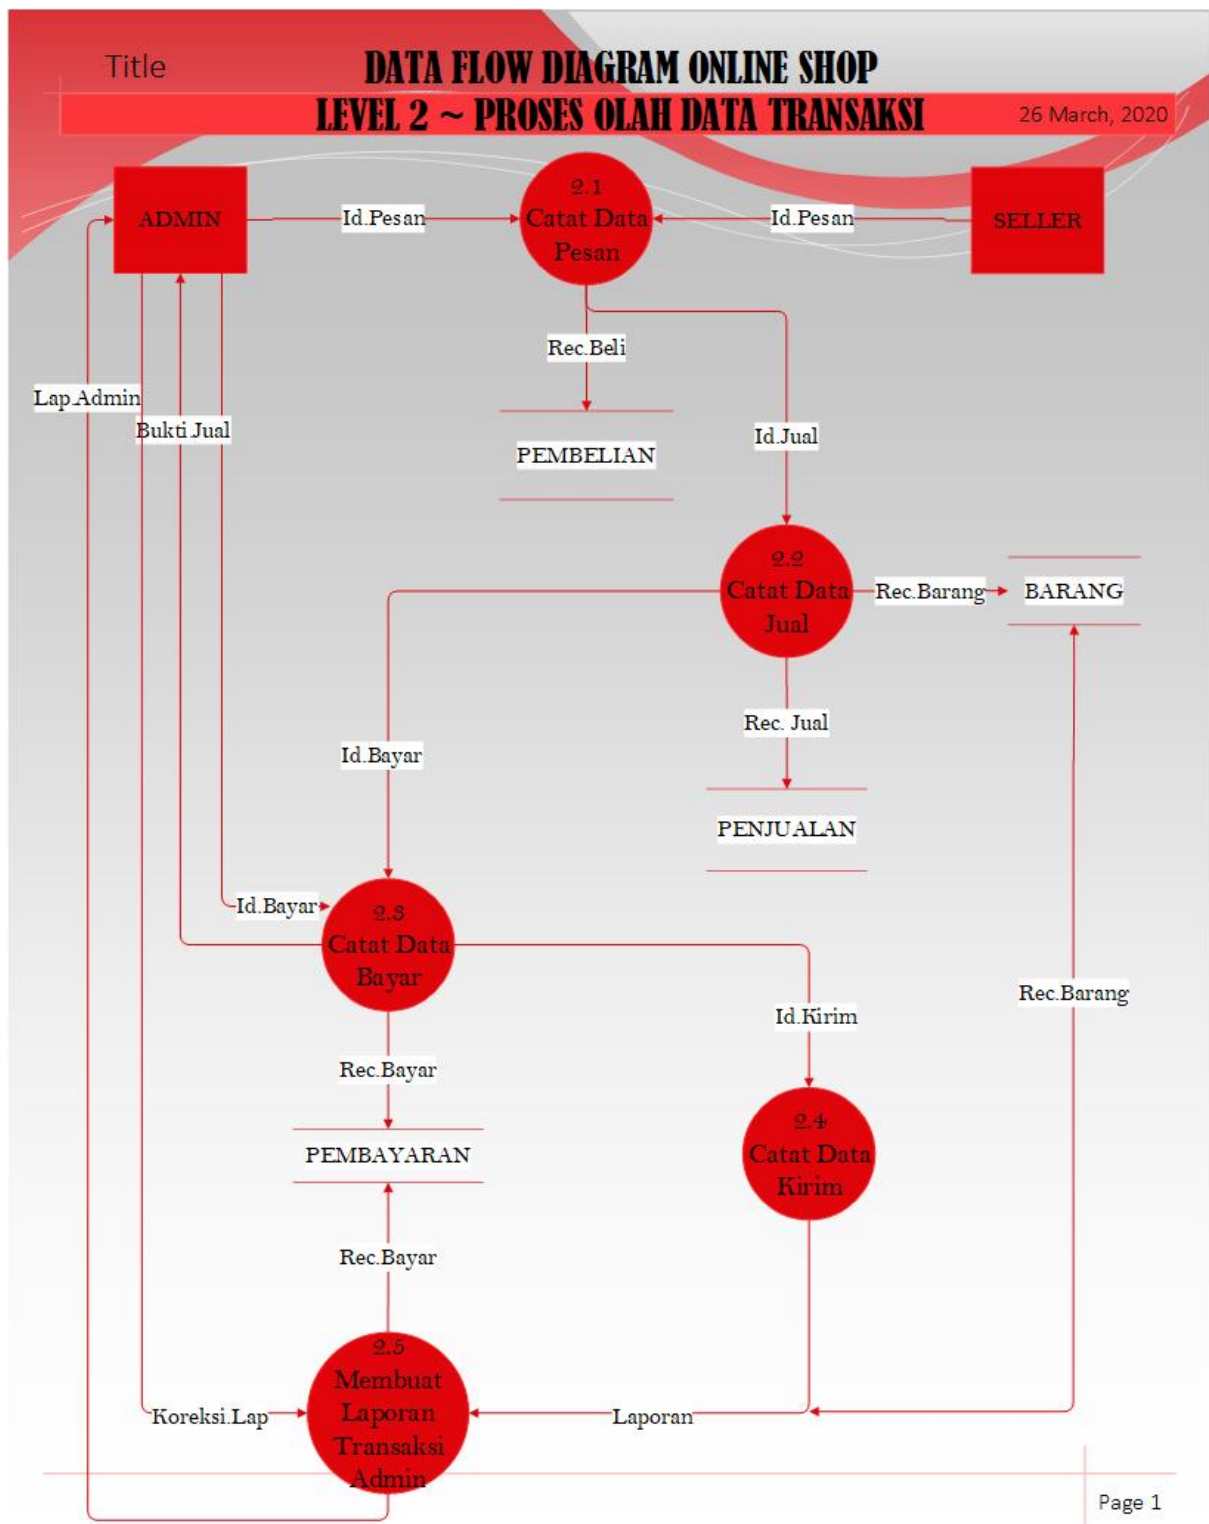 Title
DATA FLOW DIAGRAM ONLINE SHOP
LEVEL 2 ~ PROSES OLAH DATA TRANSAKSI
26 March, 2020
ADMIN
Id.Pesan
2.1
Catat Data
Pesan
Id.Pesan
SELLER
Rec.Beli
Lap.Admin
Bukti.Jual
Id.Jual
PEMBELIAN
2.2
Catat Data
Jual
Rec.Barang
BARANG
Rec. Jual
Id.Bayar
PENJUALAN
Id.Bayar
2.3
Catat Data
Bayar
Rec.Barang
Id.Kirim
Rec.Bayar
2.4
Catat Data
Kirim
PEMBAYARAN
Rec.Bayar
2.5
Membuat
Laporan
Transaksi
Admin
Koreksi.Lap
Laporan
Page 1